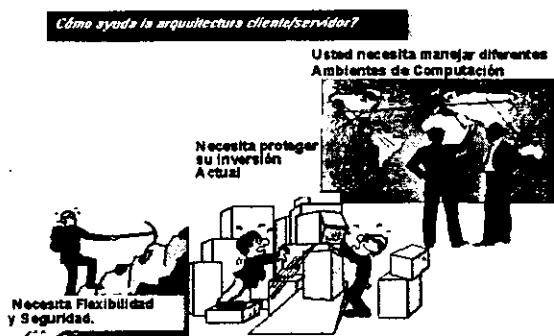 Cómo ayuda la arquitectura cliente/servidor?
Usted necesita manejar diferentes
Ambientes de Computación
Necesita proteger
su inversión
Actual
Necesita Flexibilidad
y Seguridad.